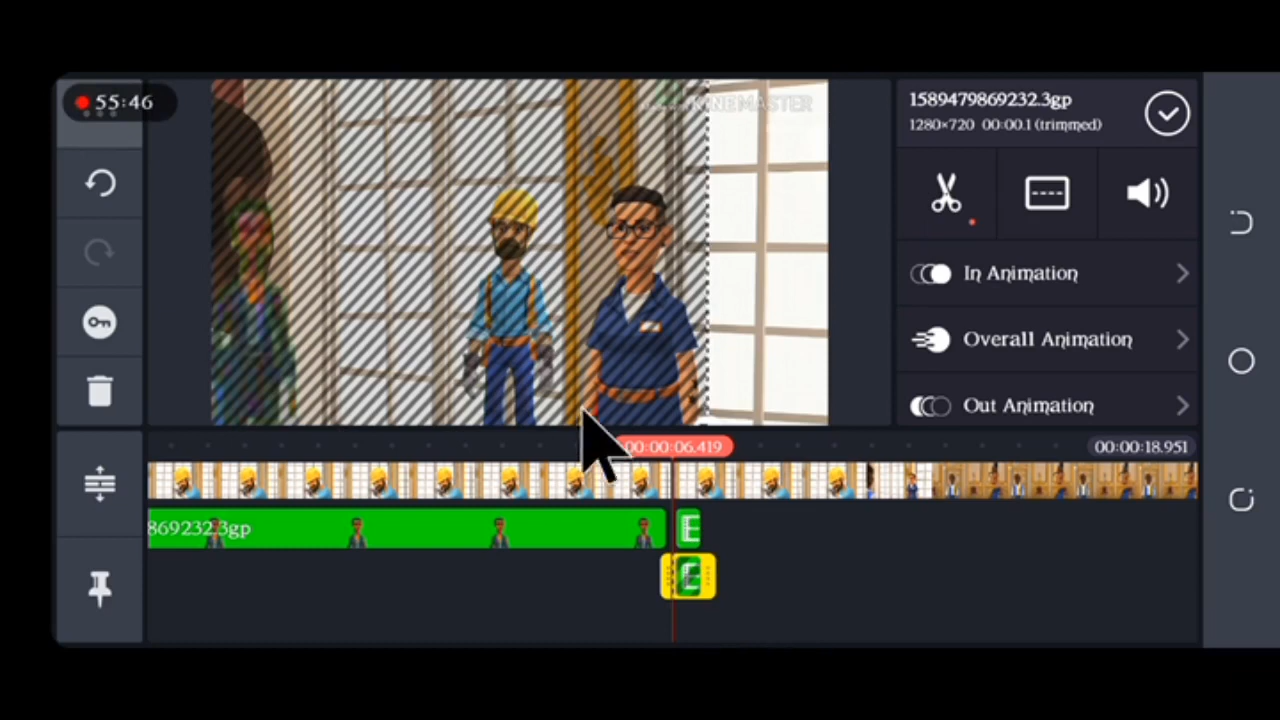 55:46
KINEMASTER
1589479869232.3gp
1280×720 00:00.1 (trimmed)
In Animation
Overall Animation
Out Animation
00:00:06.419
00:00:18.951
869232.3gp
E
E